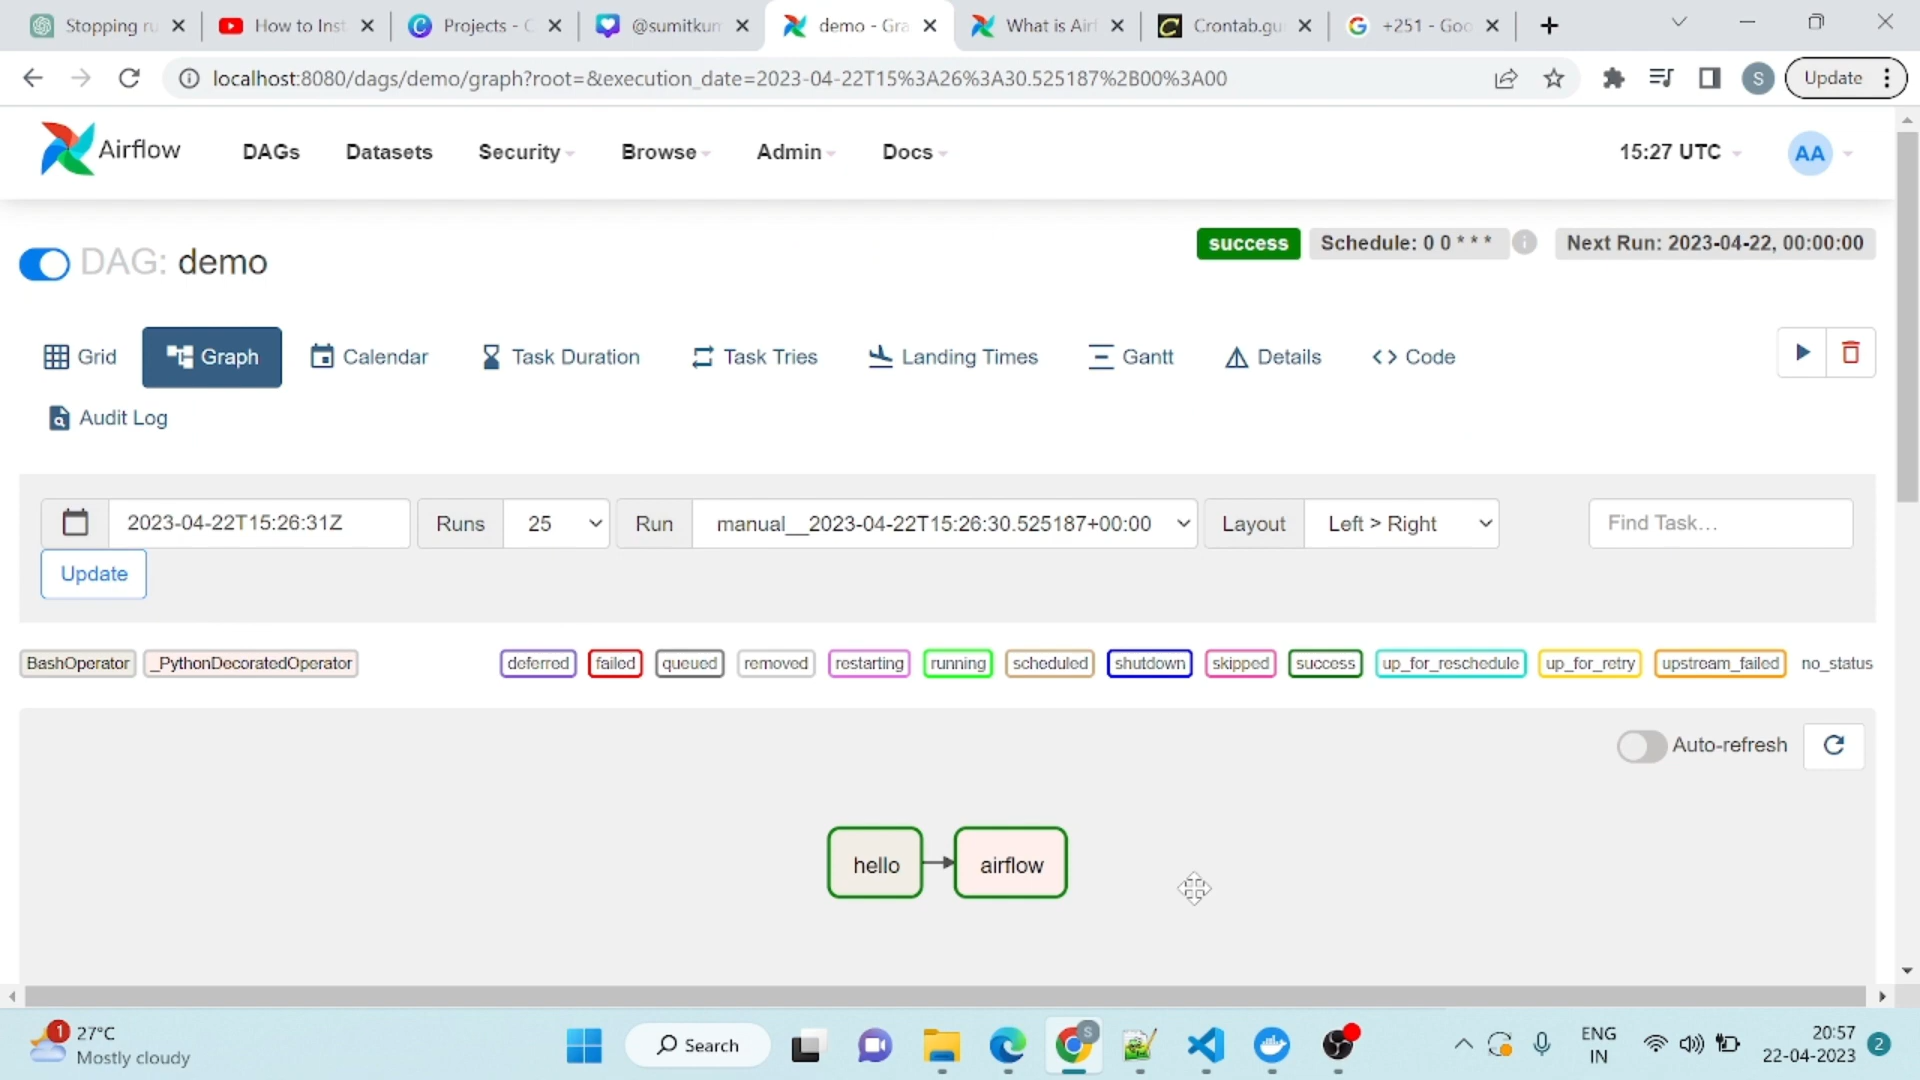 Stopping ru
How to Inst
Projects - C
@sumitkum
demo - Gra
What is Airf
Crontab.gu
+251 - Goo
localhost:8080/dags/demo/graph?root=&execution_date=2023-04-22T15%3A26%3A30.525187%2B00%3A00
S
Update
Airflow
DAGs
Datasets
Security
Browse
Admin
Docs
15:27 UTC
AA
DAG: demo
success
Schedule: 0 0 * * *
i
Next Run: 2023-04-22, 00:00:00
Grid
Graph
Calendar
Task Duration
Task Tries
Landing Times
Gantt
Details
<> Code
Audit Log
2023-04-22T15:26:31Z
Runs
25
Run
manual__2023-04-22T15:26:30.525187+00:00
Layout
Left > Right
Find Task...
Update
BashOperator
_PythonDecoratedOperator
deferred
failed
queued
removed
restarting
running
scheduled
shutdown
skipped
success
up_for_reschedule
up_for_retry
upstream_failed
no_status
Auto-refresh
hello
airflow
1
27°C
Mostly cloudy
Search
S
ENG
IN
20:57
22-04-2023
2